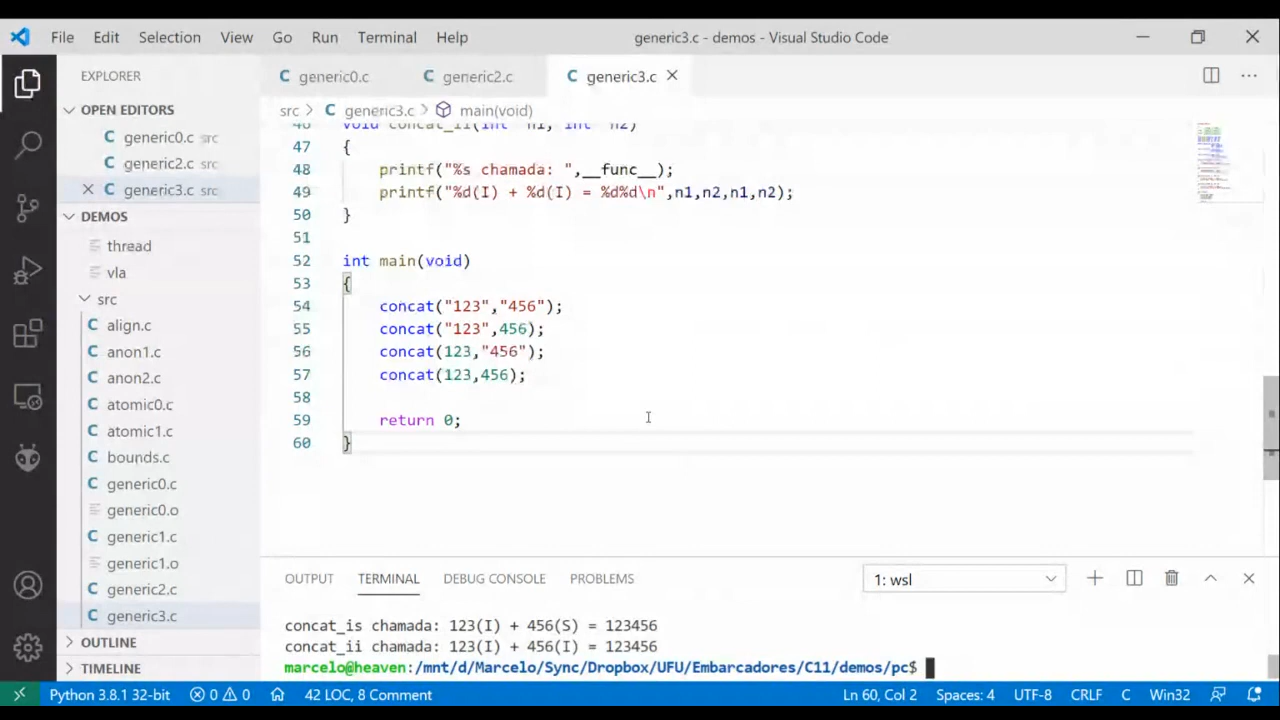 File Edit Selection View Go Run Terminal Help generic3.c - demos - Visual Studio Code
EXPLORER
OPEN EDITORS
generic0.c src
generic2.c src
generic3.c src
DEMOS
thread
vla
src
align.c
anon1.c
anon2.c
atomic0.c
atomic1.c
bounds.c
generic0.c
generic0.o
generic1.c
generic1.o
generic2.c
generic3.c
OUTLINE
TIMELINE
generic0.c generic2.c generic3.c
src > generic3.c > main(void)
46 void concat_ii(int n1, int n2)
47 {
48 printf("%s chamada: ",__func__);
49 printf("%d(I) + %d(I) = %d%d\n",n1,n2,n1,n2);
50 }
51
52 int main(void)
53 {
54 concat("123","456");
55 concat("123",456);
56 concat(123,"456");
57 concat(123,456);
58
59 return 0;
60 }
OUTPUT TERMINAL DEBUG CONSOLE PROBLEMS 1: wsl
concat_is chamada: 123(I) + 456(S) = 123456
concat_ii chamada: 123(I) + 456(I) = 123456
marcelo@heaven:/mnt/d/Marcelo/Sync/Dropbox/UFU/Embarcadores/C11/demos/pc$
Python 3.8.1 32-bit 0 0 42 LOC, 8 Comment Ln 60, Col 2 Spaces: 4 UTF-8 CRLF C Win32